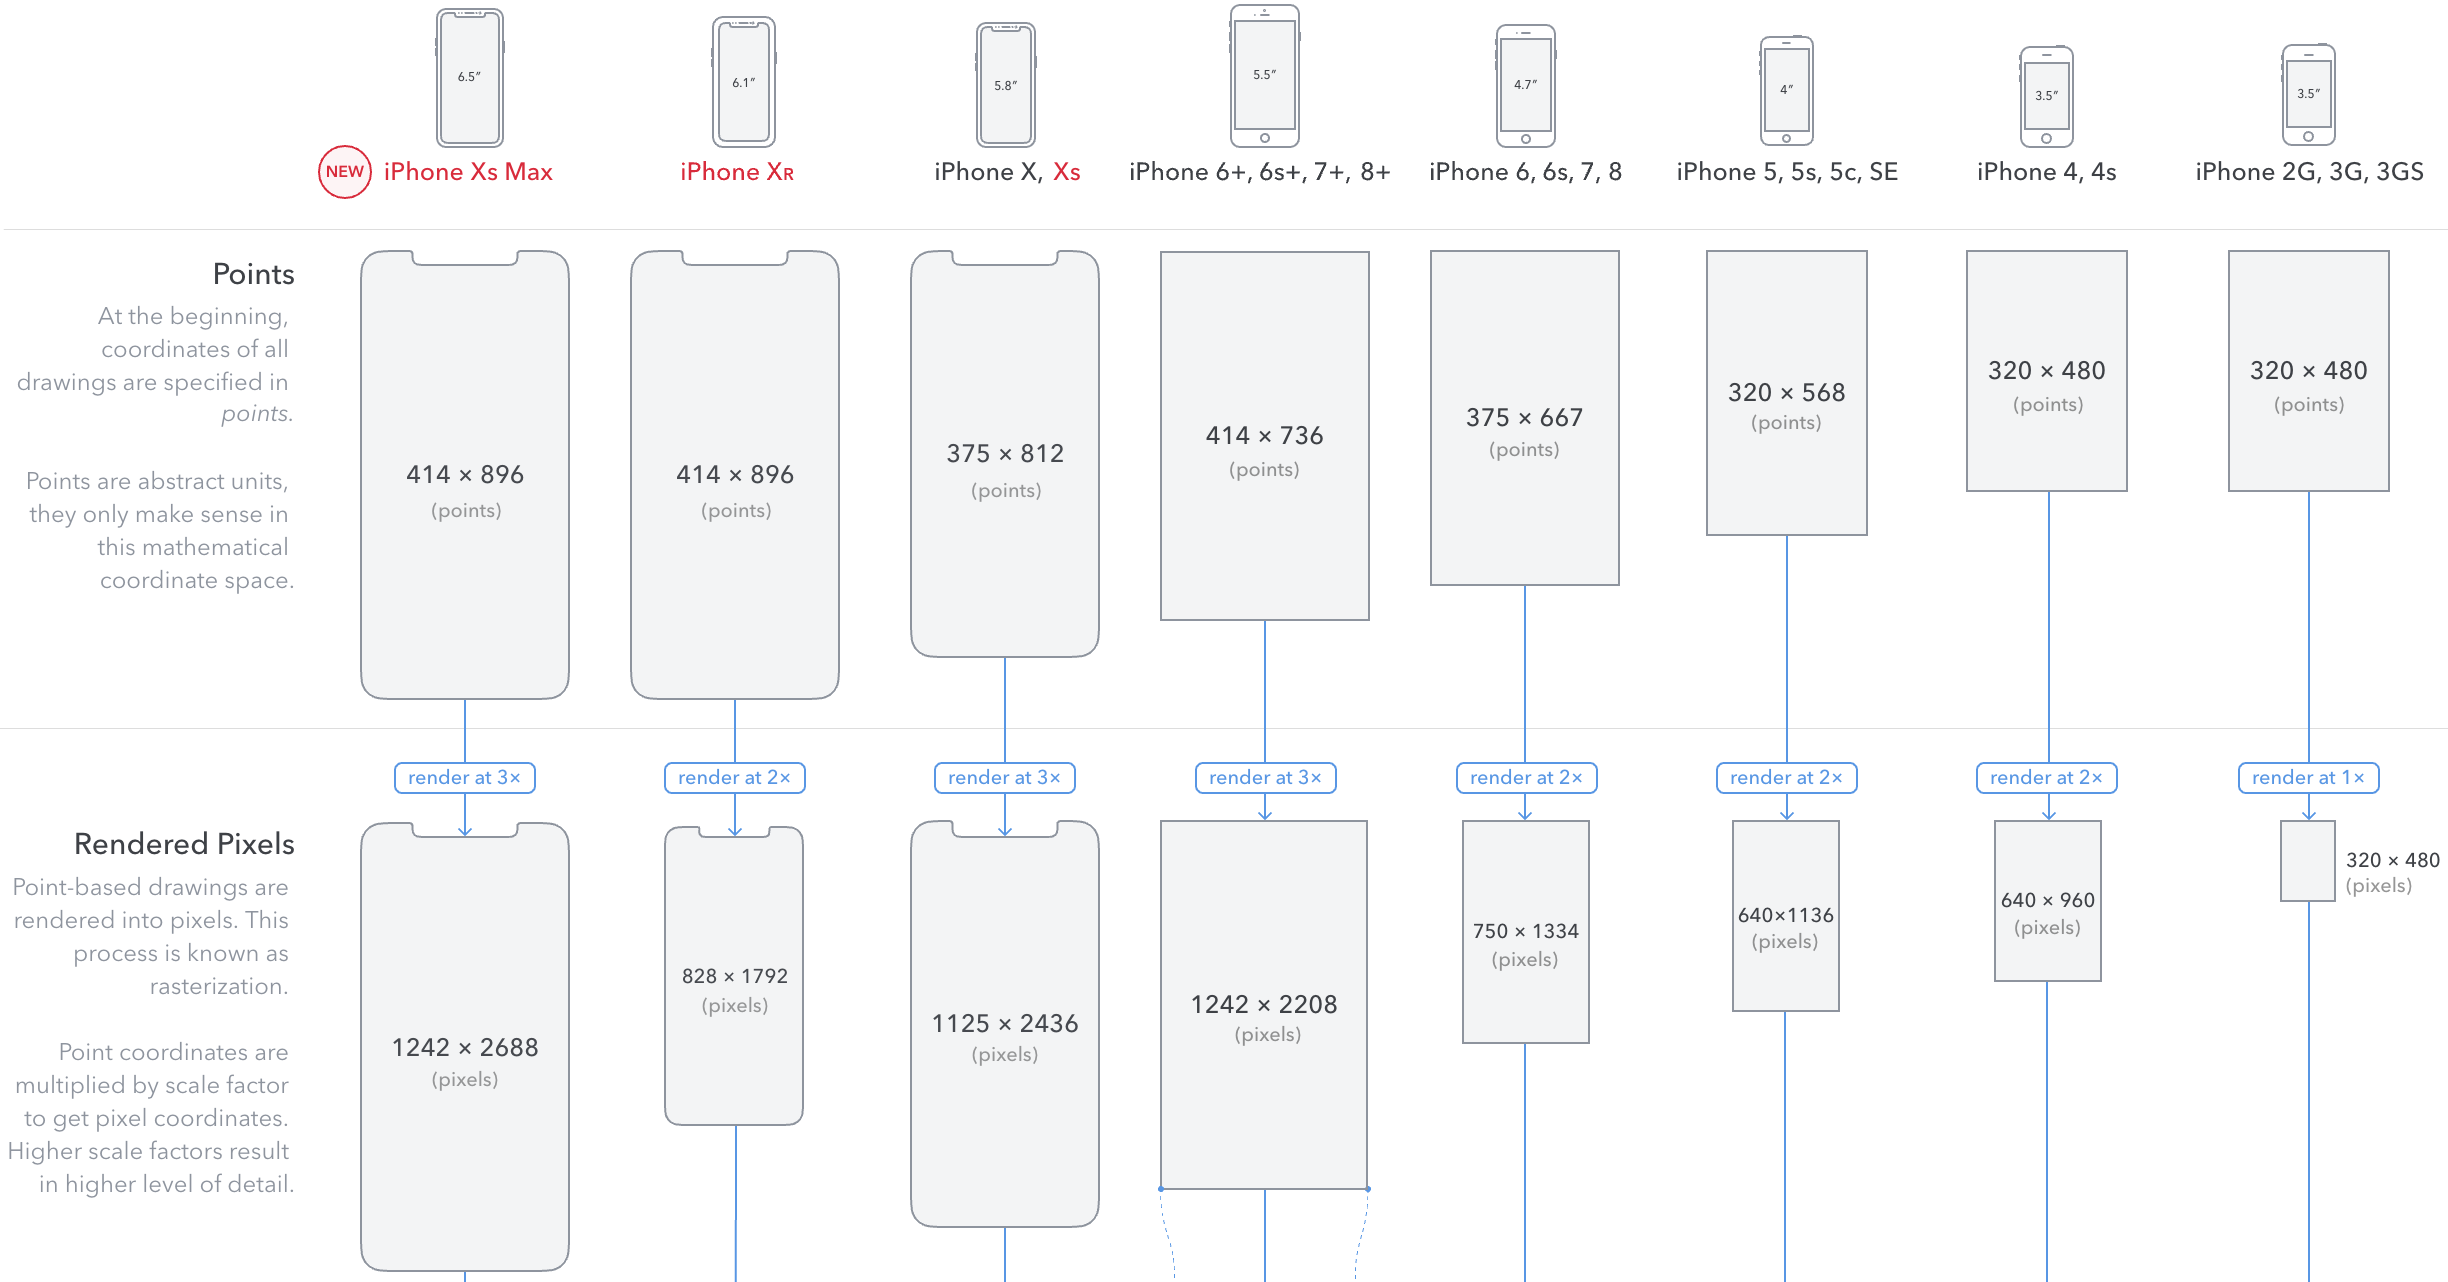 6.5″
6.1″
5.8″
5.5″
4.7″
4″
3.5″
3.5″
NEW
iPhone Xs Max
iPhone XR
iPhone X, Xs
iPhone 6+, 6s+, 7+, 8+
iPhone 6, 6s, 7, 8
iPhone 5, 5s, 5c, SE
iPhone 4, 4s
iPhone 2G, 3G, 3GS
Points
At the beginning,
coordinates of all
drawings are specified in
points.
Points are abstract units,
they only make sense in
this mathematical
coordinate space.
414 × 896
(points)
414 × 896
(points)
375 × 812
(points)
414 × 736
(points)
375 × 667
(points)
320 × 568
(points)
320 × 480
(points)
320 × 480
(points)
render at 3×
render at 2×
render at 3×
render at 3×
render at 2×
render at 2×
render at 2×
render at 1×
Rendered Pixels
Point-based drawings are
rendered into pixels. This
process is known as
rasterization.
Point coordinates are
multiplied by scale factor
to get pixel coordinates.
Higher scale factors result
in higher level of detail.
1242 × 2688
(pixels)
828 × 1792
(pixels)
1125 × 2436
(pixels)
1242 × 2208
(pixels)
750 × 1334
(pixels)
640×1136
(pixels)
640 × 960
(pixels)
320 × 480
(pixels)